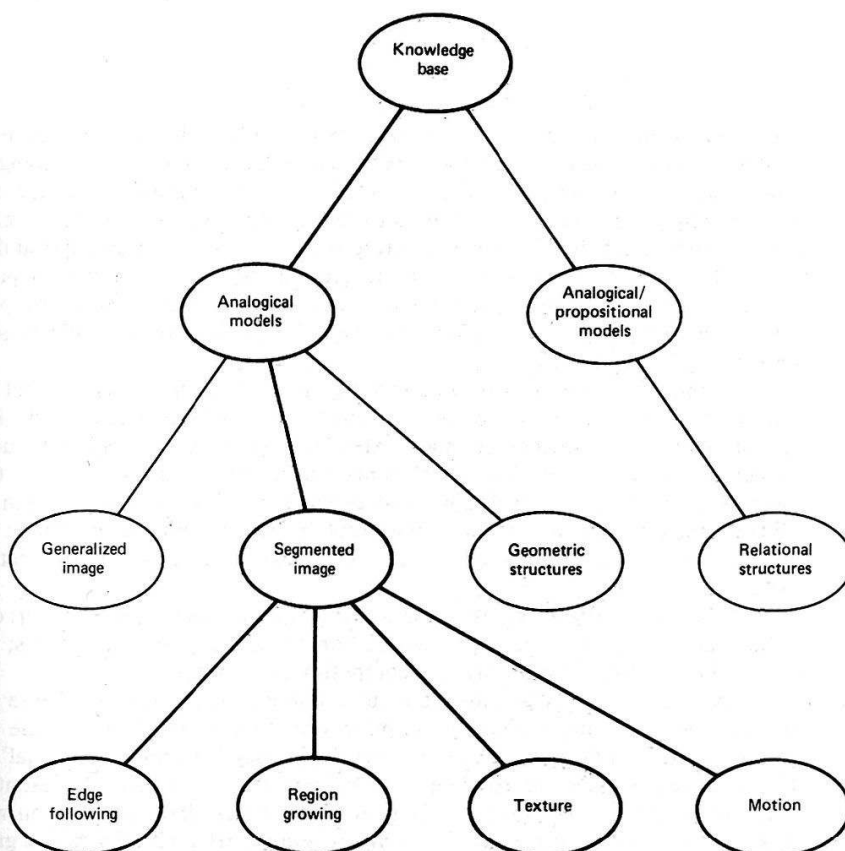 Knowledge
base
Analogical
models
Analogical/
propositional
models
Generalized
image
Segmented
image
Geometric
structures
Relational
structures
Edge
following
Region
growing
Texture
Motion